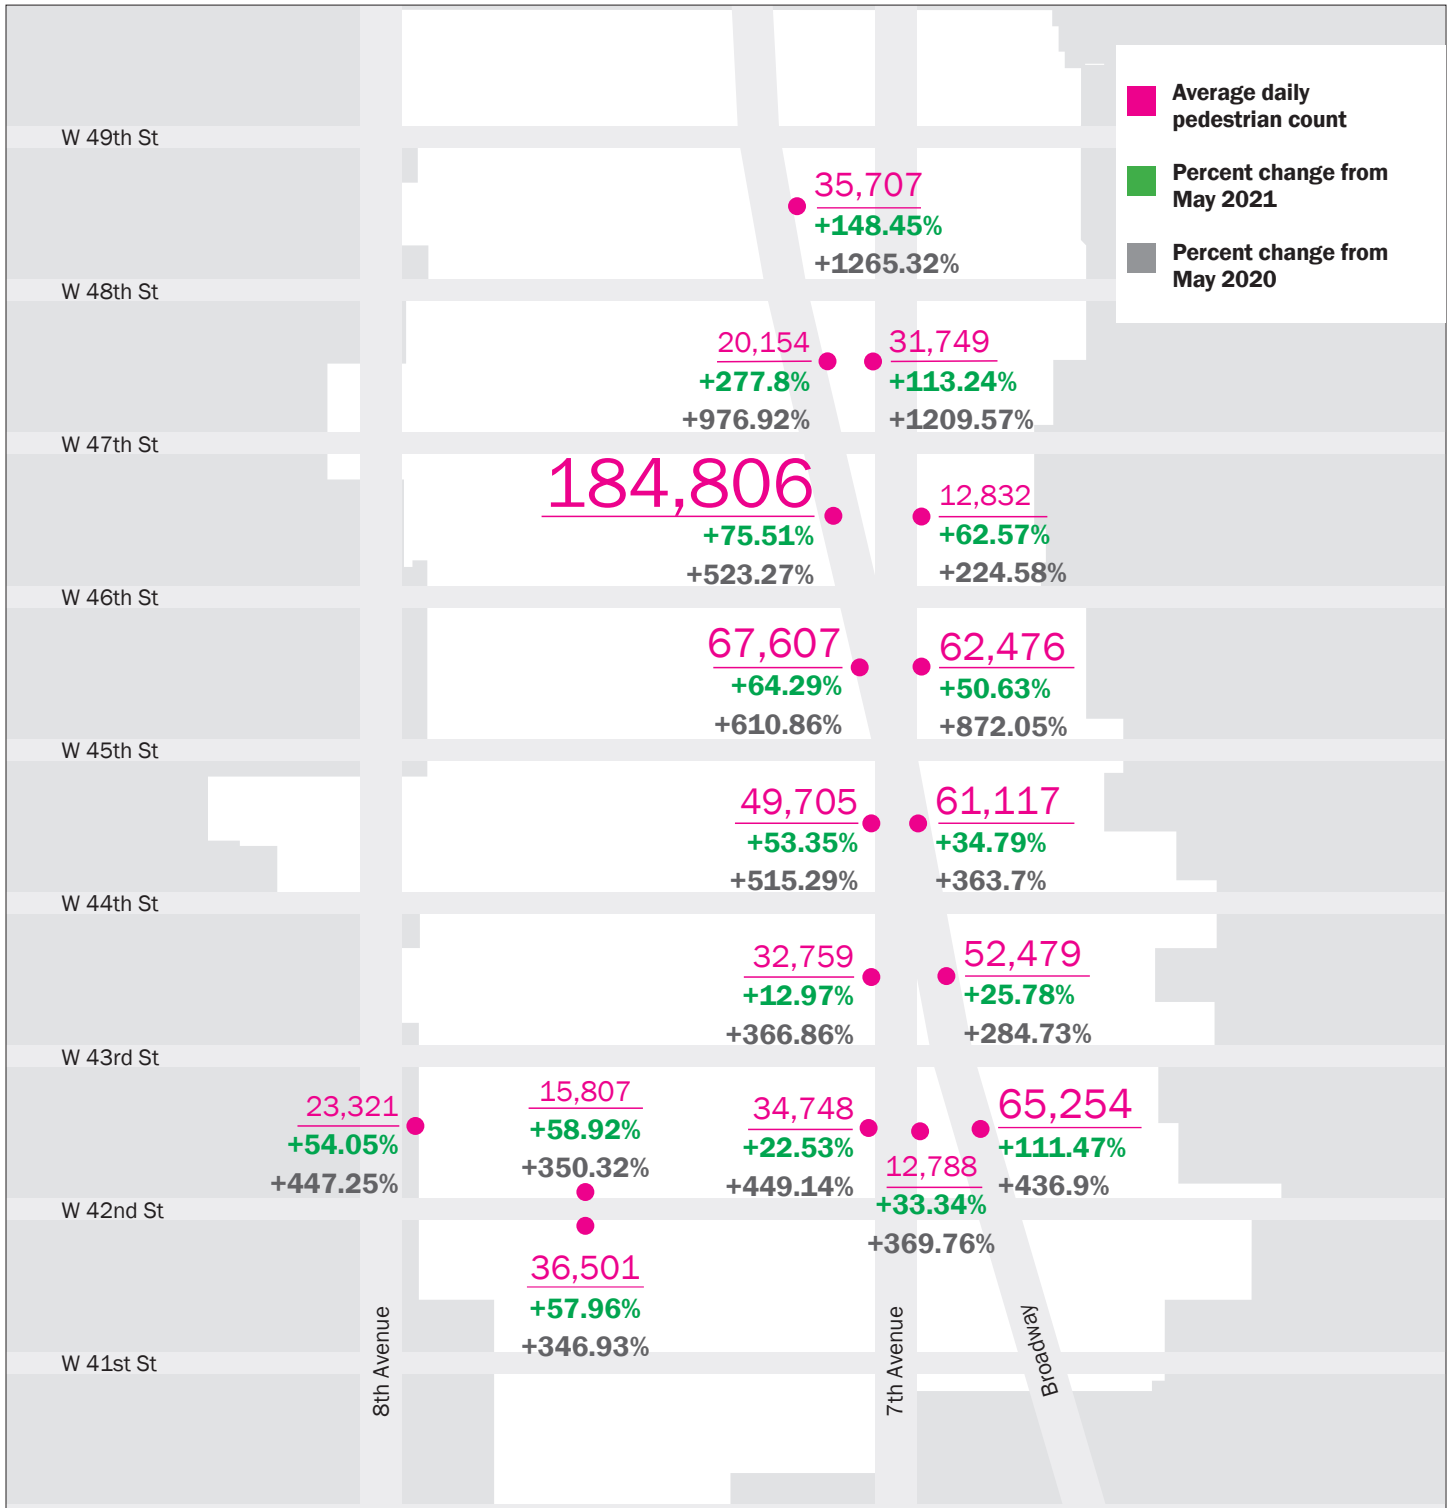 Average daily
pedestrian count
Percent change from
May 2021
Percent change from
May 2020
W 49th St
35,707
+148.45%
+1265.32%
W 48th St
20,154
+277.8%
+976.92%
31,749
+113.24%
+1209.57%
W 47th St
184,806
+75.51%
+523.27%
12,832
+62.57%
+224.58%
W 46th St
67,607
+64.29%
+610.86%
62,476
+50.63%
+872.05%
W 45th St
49,705
+53.35%
+515.29%
61,117
+34.79%
+363.7%
W 44th St
32,759
+12.97%
+366.86%
52,479
+25.78%
+284.73%
W 43rd St
23,321
+54.05%
+447.25%
15,807
+58.92%
+350.32%
34,748
+22.53%
+449.14%
12,788
+33.34%
+369.76%
65,254
+111.47%
+436.9%
W 42nd St
36,501
+57.96%
+346.93%
W 41st St
8th Avenue
7th Avenue
Broadway